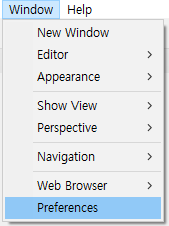 Window Help
New Window
Editor
Appearance
Show View
Perspective
Navigation
Web Browser
Preferences